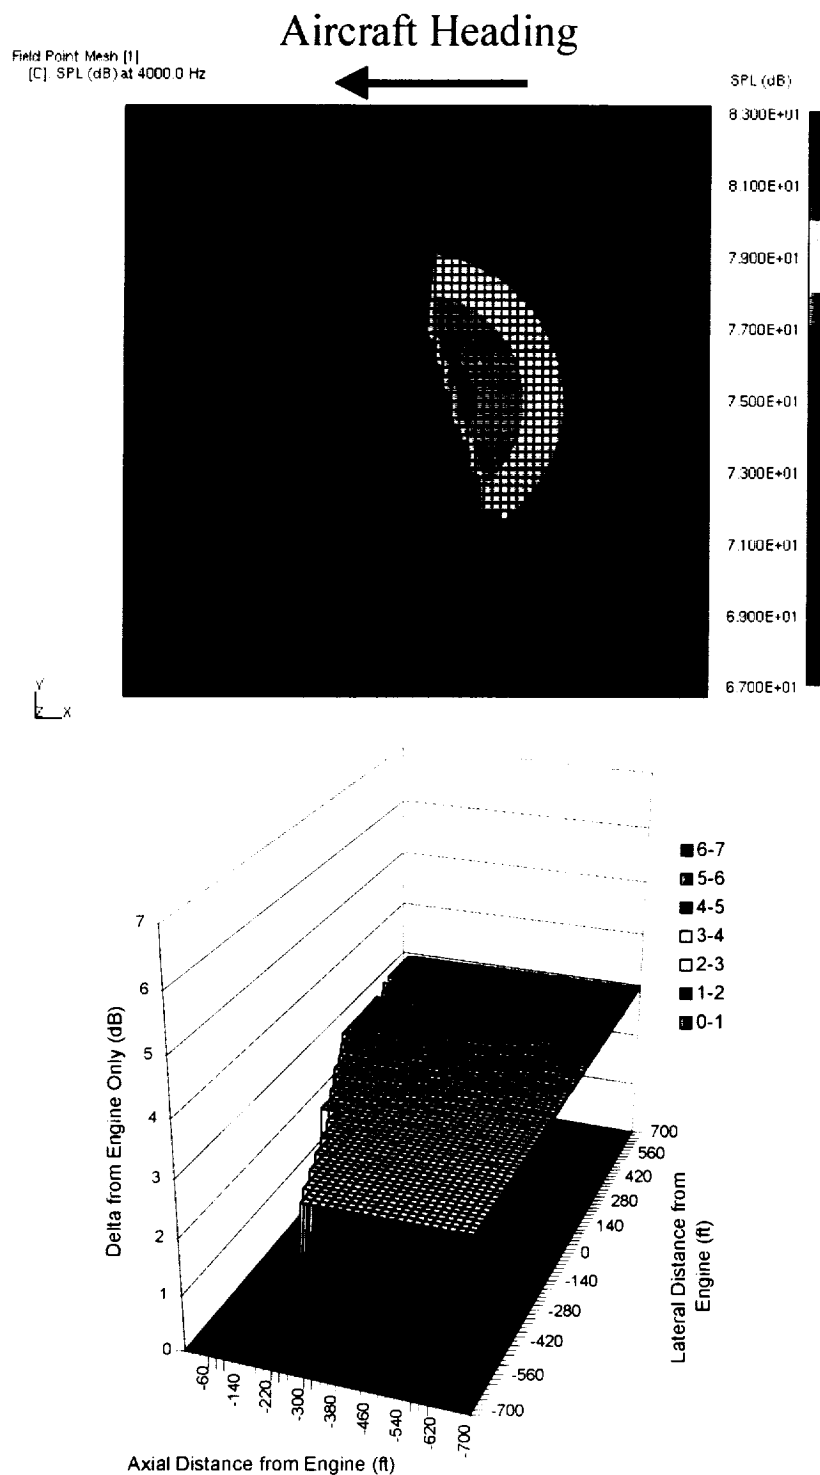 Aircraft Heading
Field Point Mesh [1]
[C]: SPL (dB) at 4000.0 Hz
SPL (dB)
8.300E+01
8.100E+01
7.900E+01
7.700E+01
7.500E+01
7.300E+01
7.100E+01
6.900E+01
6.700E+01
Y
Z X
6-7
5-6
4-5
3-4
2-3
1-2
0-1
7
6
5
4
3
2
1
0
Delta from Engine Only (dB)
700
560
420
280
140
0
-140
-280
-420
-560
-700
Lateral Distance from
Engine (ft)
-60
-140
-220
-300
-380
-460
-540
-620
-700
Axial Distance from Engine (ft)